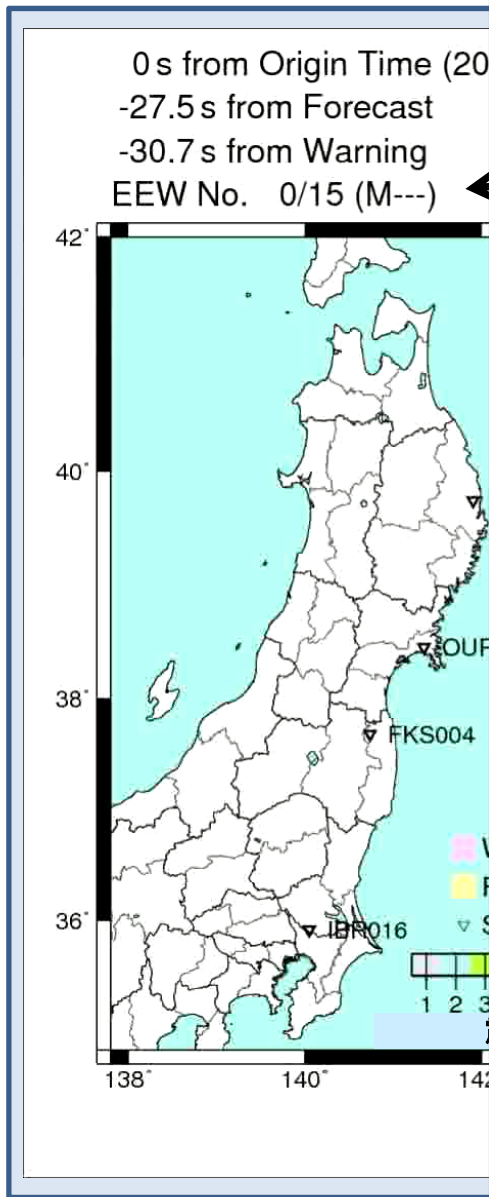 0 s from Origin Time (20
-27.5 s from Forecast
-30.7 s from Warning
EEW No. 0/15 (M---)
42°
40°
OUF
38°
FKS004
36°
IBR016
1 2 3
138° 140° 142